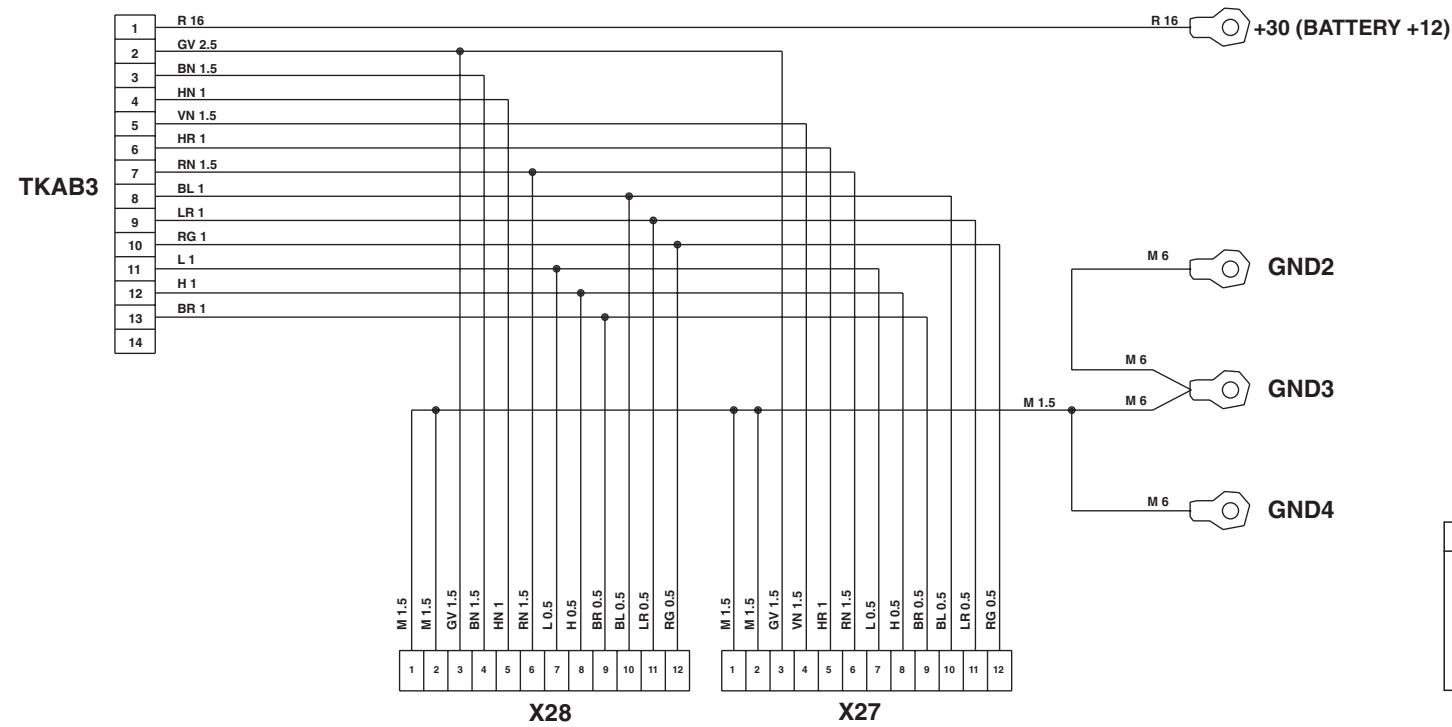 TKAB3
1 R 16 R 16 +30 (BATTERY +12)
2 GV 2.5
3 BN 1.5
4 HN 1
5 VN 1.5
6 HR 1
7 RN 1.5
8 BL 1
9 LR 1
10 RG 1
11 L 1
12 H 1
13 BR 1
14
M 6 GND2
M 6
GND3
M 1.5 M 6
M 6 GND4
M 1.5
M 1.5
GV 1.5
BN 1.5
HN 1
RN 1.5
L 0.5
H 0.5
BR 0.5
BL 0.5
LR 0.5
RG 0.5
1 2 3 4 5 6 7 8 9 10 11 12
X28
M 1.5
M 1.5
GV 1.5
VN 1.5
HR 1
RN 1.5
L 0.5
H 0.5
BR 0.5
BL 0.5
LR 0.5
RG 0.5
1 2 3 4 5 6 7 8 9 10 11 12
X27